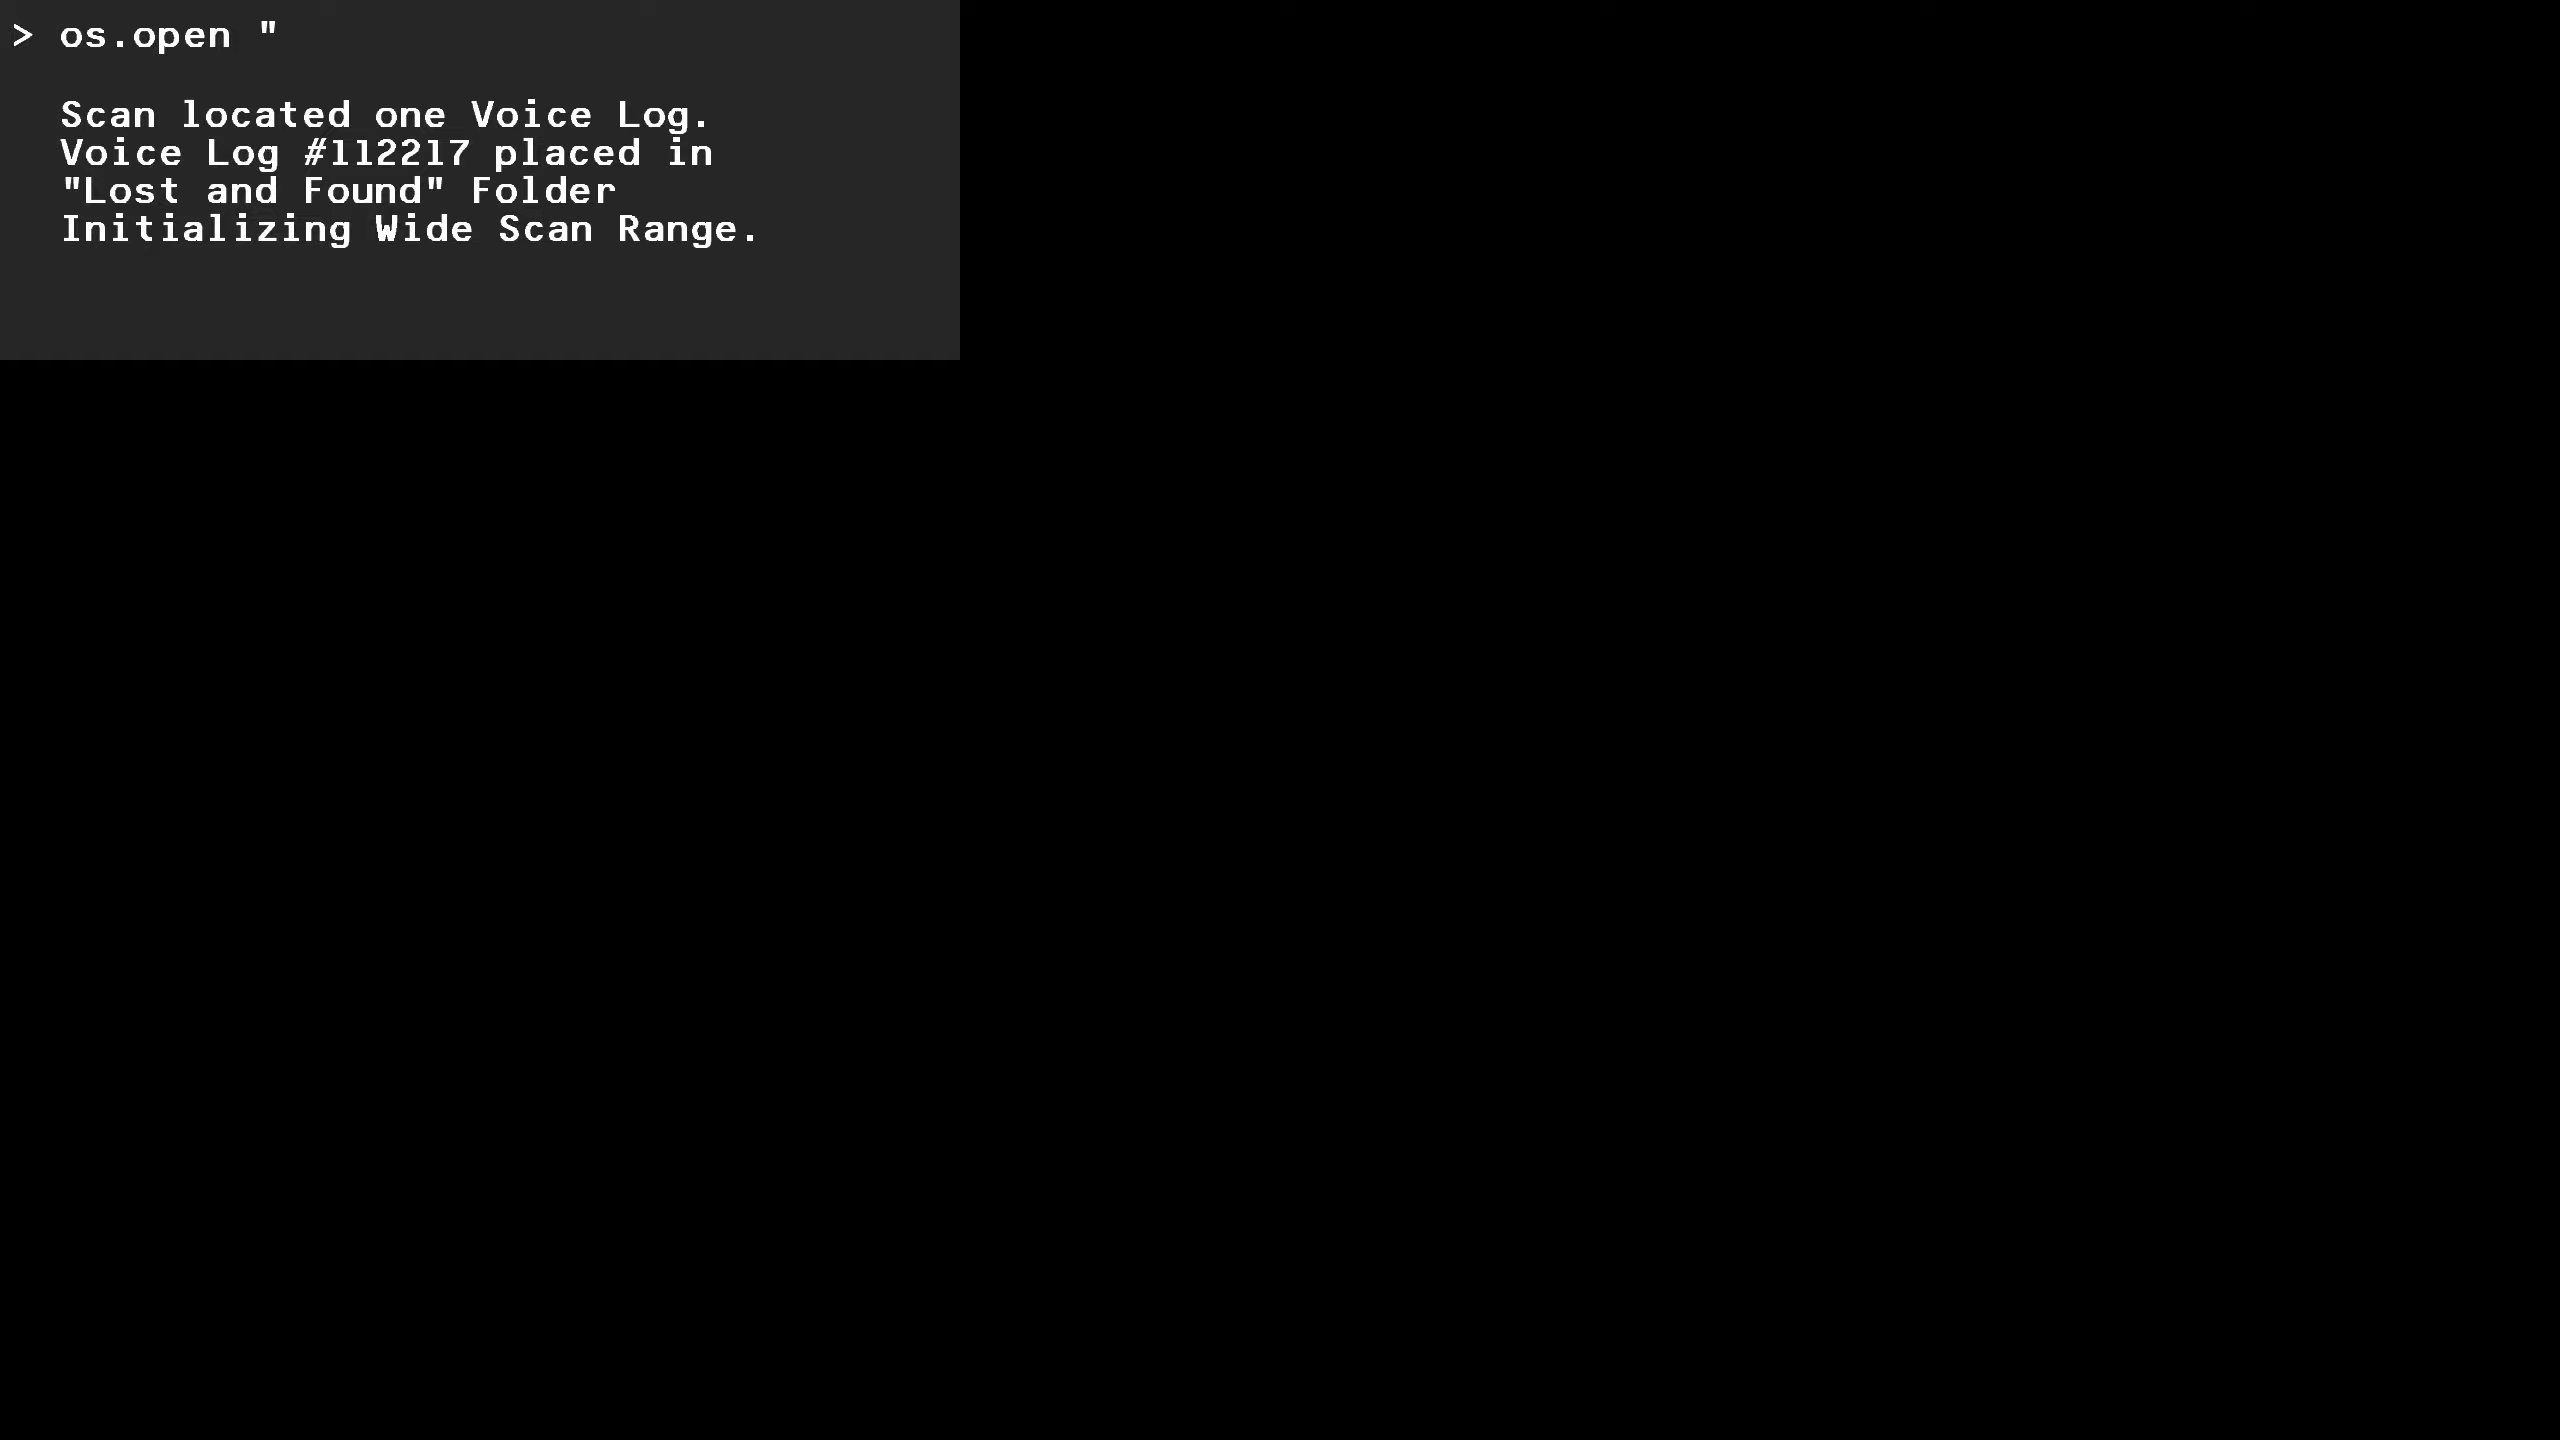 > os.open "
Scan located one Voice Log.
Voice Log #112217 placed in
"Lost and Found" Folder
Initializing Wide Scan Range.